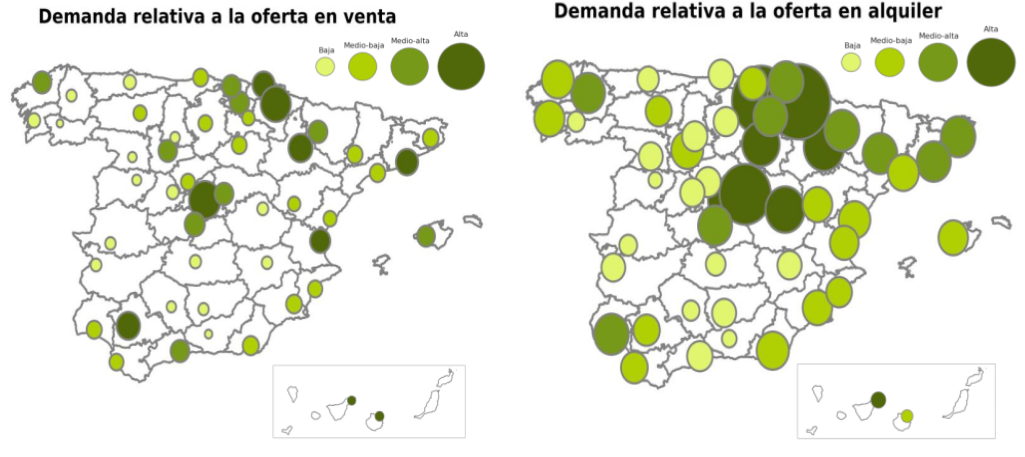 Demanda relativa a la oferta en venta
Baja
Medio-baja
Medio-alta
Alta
Demanda relativa a la oferta en alquiler
Baja
Medio-baja
Medio-alta
Alta